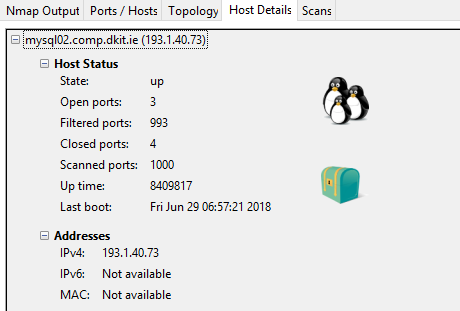 Nmap Output Ports / Hosts Topology Host Details Scans
mysql02.comp.dkit.ie (193.1.40.73)
Host Status
State: up
Open ports: 3
Filtered ports: 993
Closed ports: 4
Scanned ports: 1000
Up time: 8409817
Last boot: Fri Jun 29 06:57:21 2018
Addresses
IPv4: 193.1.40.73
IPv6: Not available
MAC: Not available